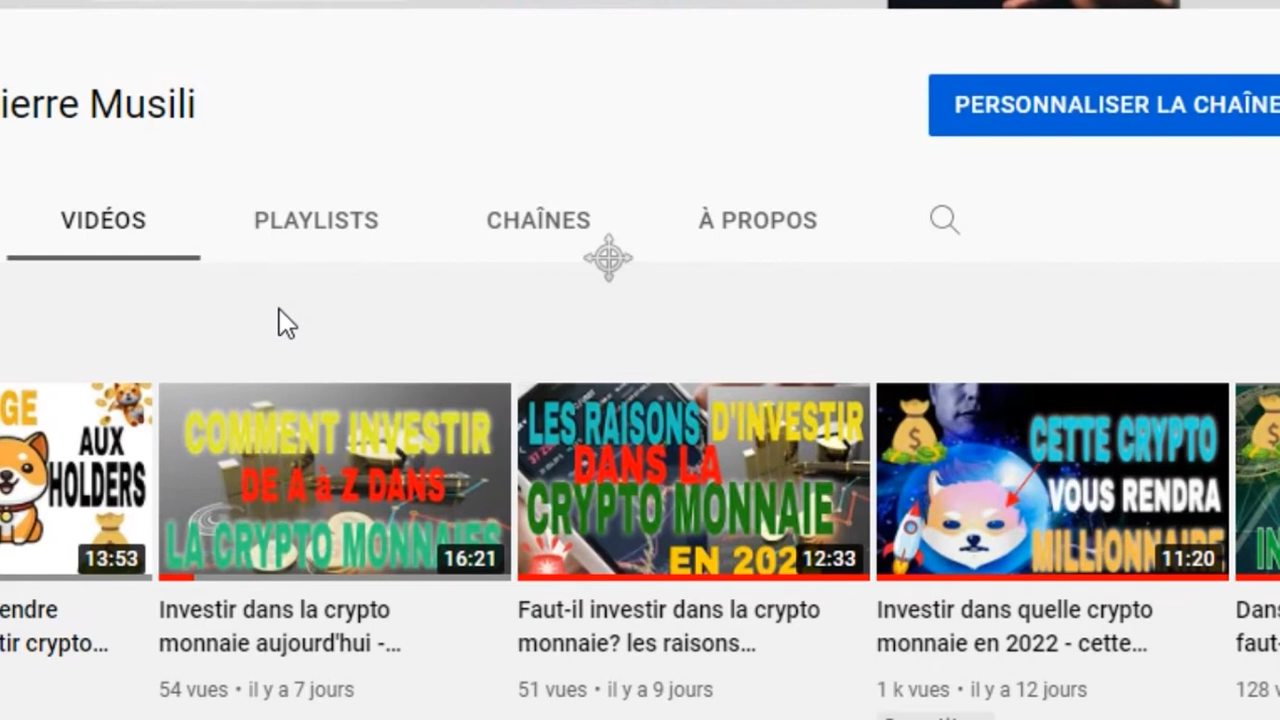 ierre Musili
PERSONNALISER LA CHAÎNE
VIDÉOS
PLAYLISTS
CHAÎNES
À PROPOS
GE
AUX
HOLDERS
13:53
COMMENT INVESTIR
DE A à Z DANS
LA CRYPTO MONNAIES
16:21
LES RAISONS D'INVESTIR
DANS LA
CRYPTO MONNAIE
EN 202
12:33
CETTE CRYPTO
VOUS RENDRA
MILLIONNAIRE
11:20
IN
endre
tir crypto...
Investir dans la crypto
monnaie aujourd'hui -...
54 vues • il y a 7 jours
Faut-il investir dans la crypto
monnaie? les raisons...
51 vues • il y a 9 jours
Investir dans quelle crypto
monnaie en 2022 - cette...
1 k vues • il y a 12 jours
Dans
faut-
128 v